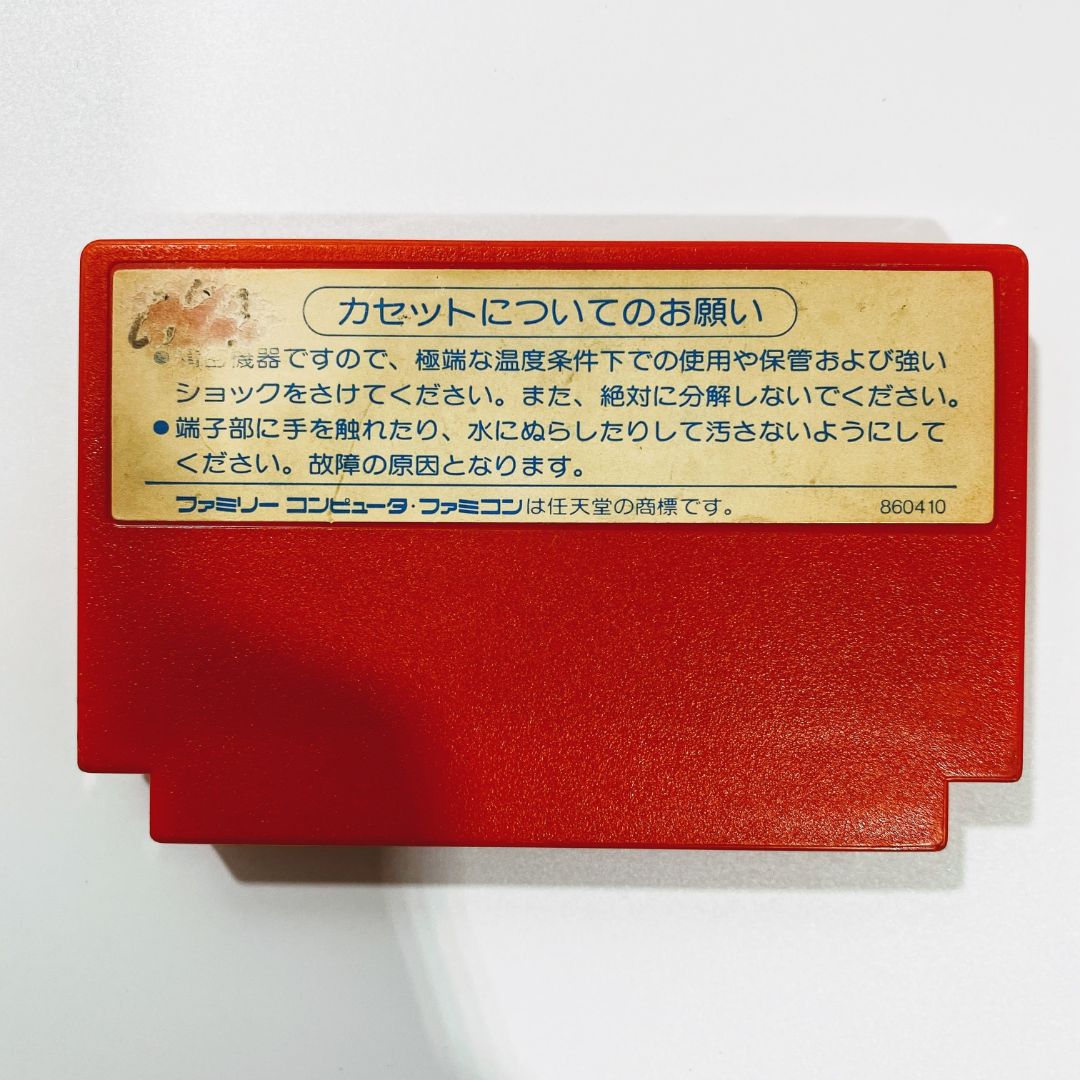 カセットについてのお願い
● 機器ですので、極端な温度条件下での使用や保管および強い
ショックをさけてください。また、絶対に分解しないでください。
● 端子部に手を触れたり、水にぬらしたりして汚さないようにして
ください。故障の原因となります。
ファミリー コンピュータ・ファミコンは任天堂の商標です。 860410